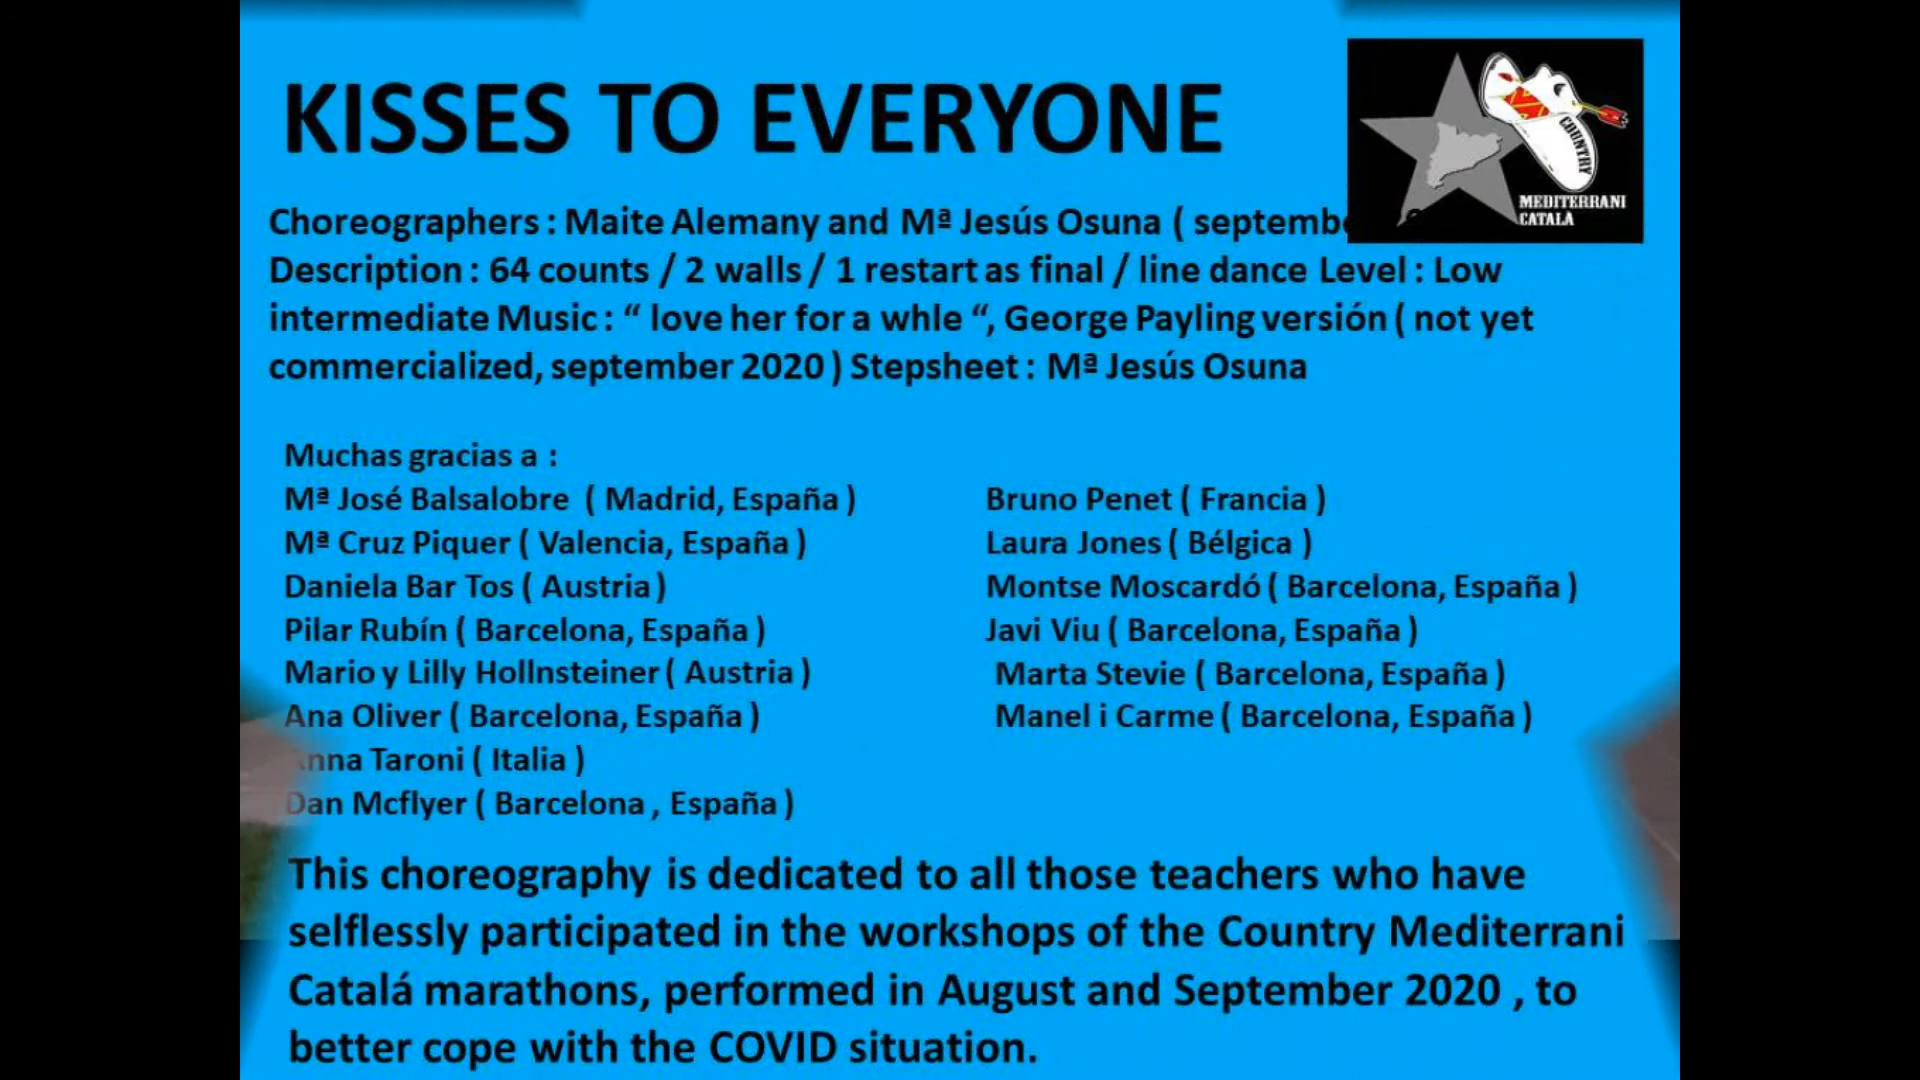 KISSES TO EVERYONE
COUNTRY
MEDITERRANI
CATALÀ
Choreographers : Maite Alemany and Mª Jesús Osuna ( septemb
Description : 64 counts / 2 walls / 1 restart as final / line dance Level : Low
intermediate Music : “ love her for a whle “, George Payling versión ( not yet
commercialized, september 2020 ) Stepsheet : Mª Jesús Osuna
Muchas gracias a :
Mª José Balsalobre ( Madrid, España )
Mª Cruz Piquer ( Valencia, España )
Daniela Bar Tos ( Austria )
Pilar Rubín ( Barcelona, España )
Mario y Lilly Hollnsteiner ( Austria )
Ana Oliver ( Barcelona, España )
Anna Taroni ( Italia )
Dan Mcflyer ( Barcelona , España )
Bruno Penet ( Francia )
Laura Jones ( Bélgica )
Montse Moscardó ( Barcelona, España )
Javi Viu ( Barcelona, España )
Marta Stevie ( Barcelona, España )
Manel i Carme ( Barcelona, España )
This choreography is dedicated to all those teachers who have
selflessly participated in the workshops of the Country Mediterrani
Catalá marathons, performed in August and September 2020 , to
better cope with the COVID situation.